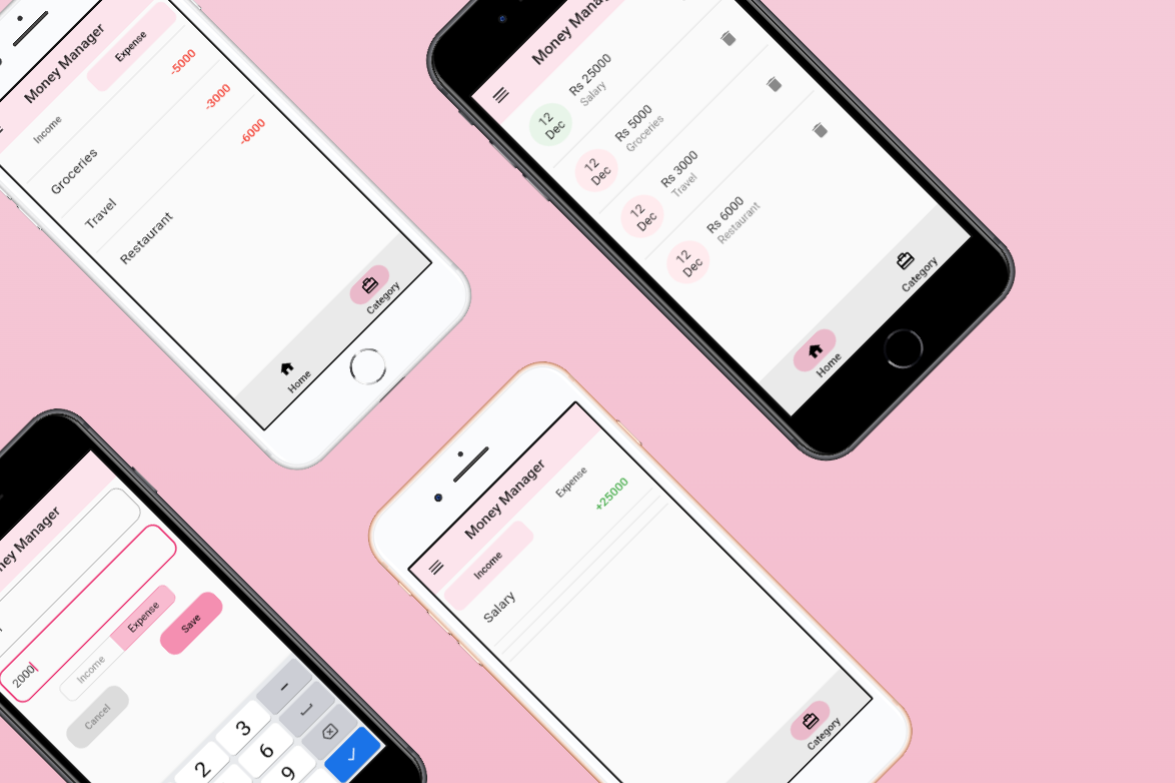 Money Manager
Income
Expense
Groceries
-5000
Travel
-3000
Restaurant
-6000
Home
Category
Money Mana
12
Dec
Rs 25000
Salary
12
Dec
Rs 5000
Groceries
12
Dec
Rs 3000
Travel
12
Dec
Rs 6000
Restaurant
Home
Category
ney Manager
2000
Income
Expense
Cancel
Save
2
3
-
6
9
Money Manager
Income
Expense
Salary
+25000
Category